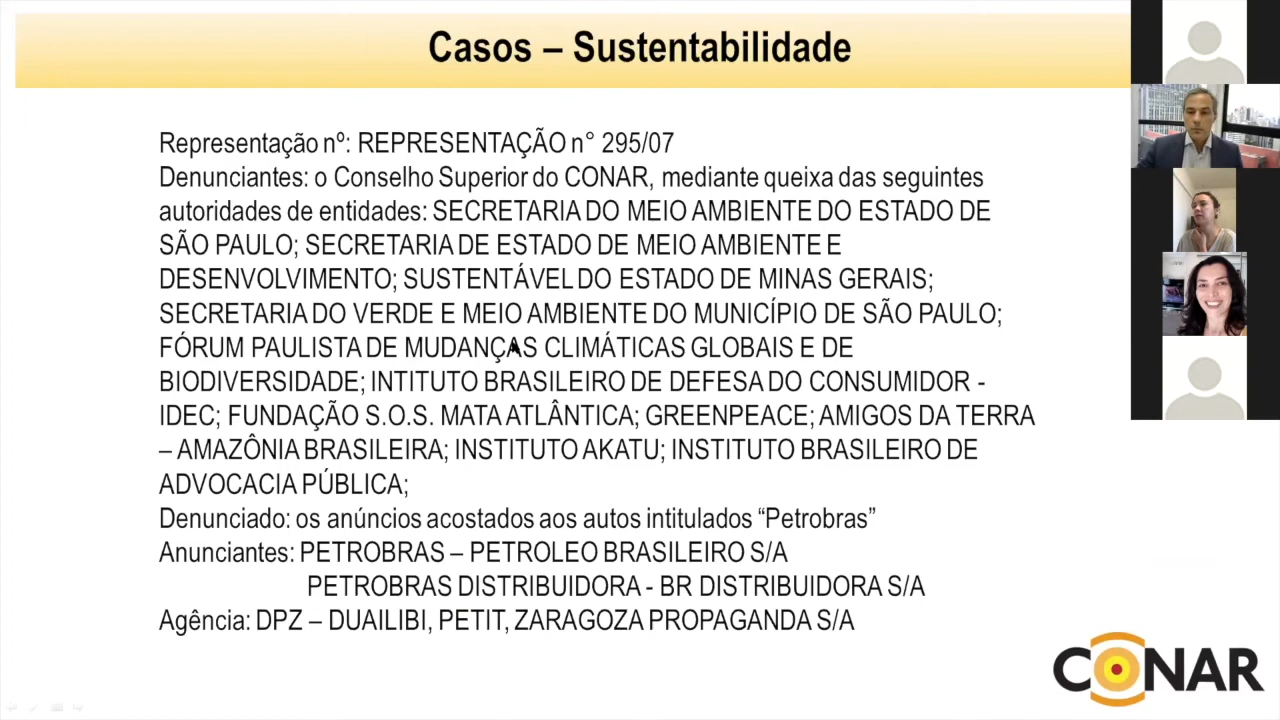 Casos – Sustentabilidade
Representação nº: REPRESENTAÇÃO n° 295/07
Denunciantes: o Conselho Superior do CONAR, mediante queixa das seguintes
autoridades de entidades: SECRETARIA DO MEIO AMBIENTE DO ESTADO DE
SÃO PAULO; SECRETARIA DE ESTADO DE MEIO AMBIENTE E
DESENVOLVIMENTO; SUSTENTÁVEL DO ESTADO DE MINAS GERAIS;
SECRETARIA DO VERDE E MEIO AMBIENTE DO MUNICÍPIO DE SÃO PAULO;
FÓRUM PAULISTA DE MUDANÇAS CLIMÁTICAS GLOBAIS E DE
BIODIVERSIDADE; INTITUTO BRASILEIRO DE DEFESA DO CONSUMIDOR -
IDEC; FUNDAÇÃO S.O.S. MATA ATLÂNTICA; GREENPEACE; AMIGOS DA TERRA
– AMAZÔNIA BRASILEIRA; INSTITUTO AKATU; INSTITUTO BRASILEIRO DE
ADVOCACIA PÚBLICA;
Denunciado: os anúncios acostados aos autos intitulados “Petrobras”
Anunciantes: PETROBRAS – PETROLEO BRASILEIRO S/A
PETROBRAS DISTRIBUIDORA - BR DISTRIBUIDORA S/A
Agência: DPZ – DUAILIBI, PETIT, ZARAGOZA PROPAGANDA S/A
CONAR